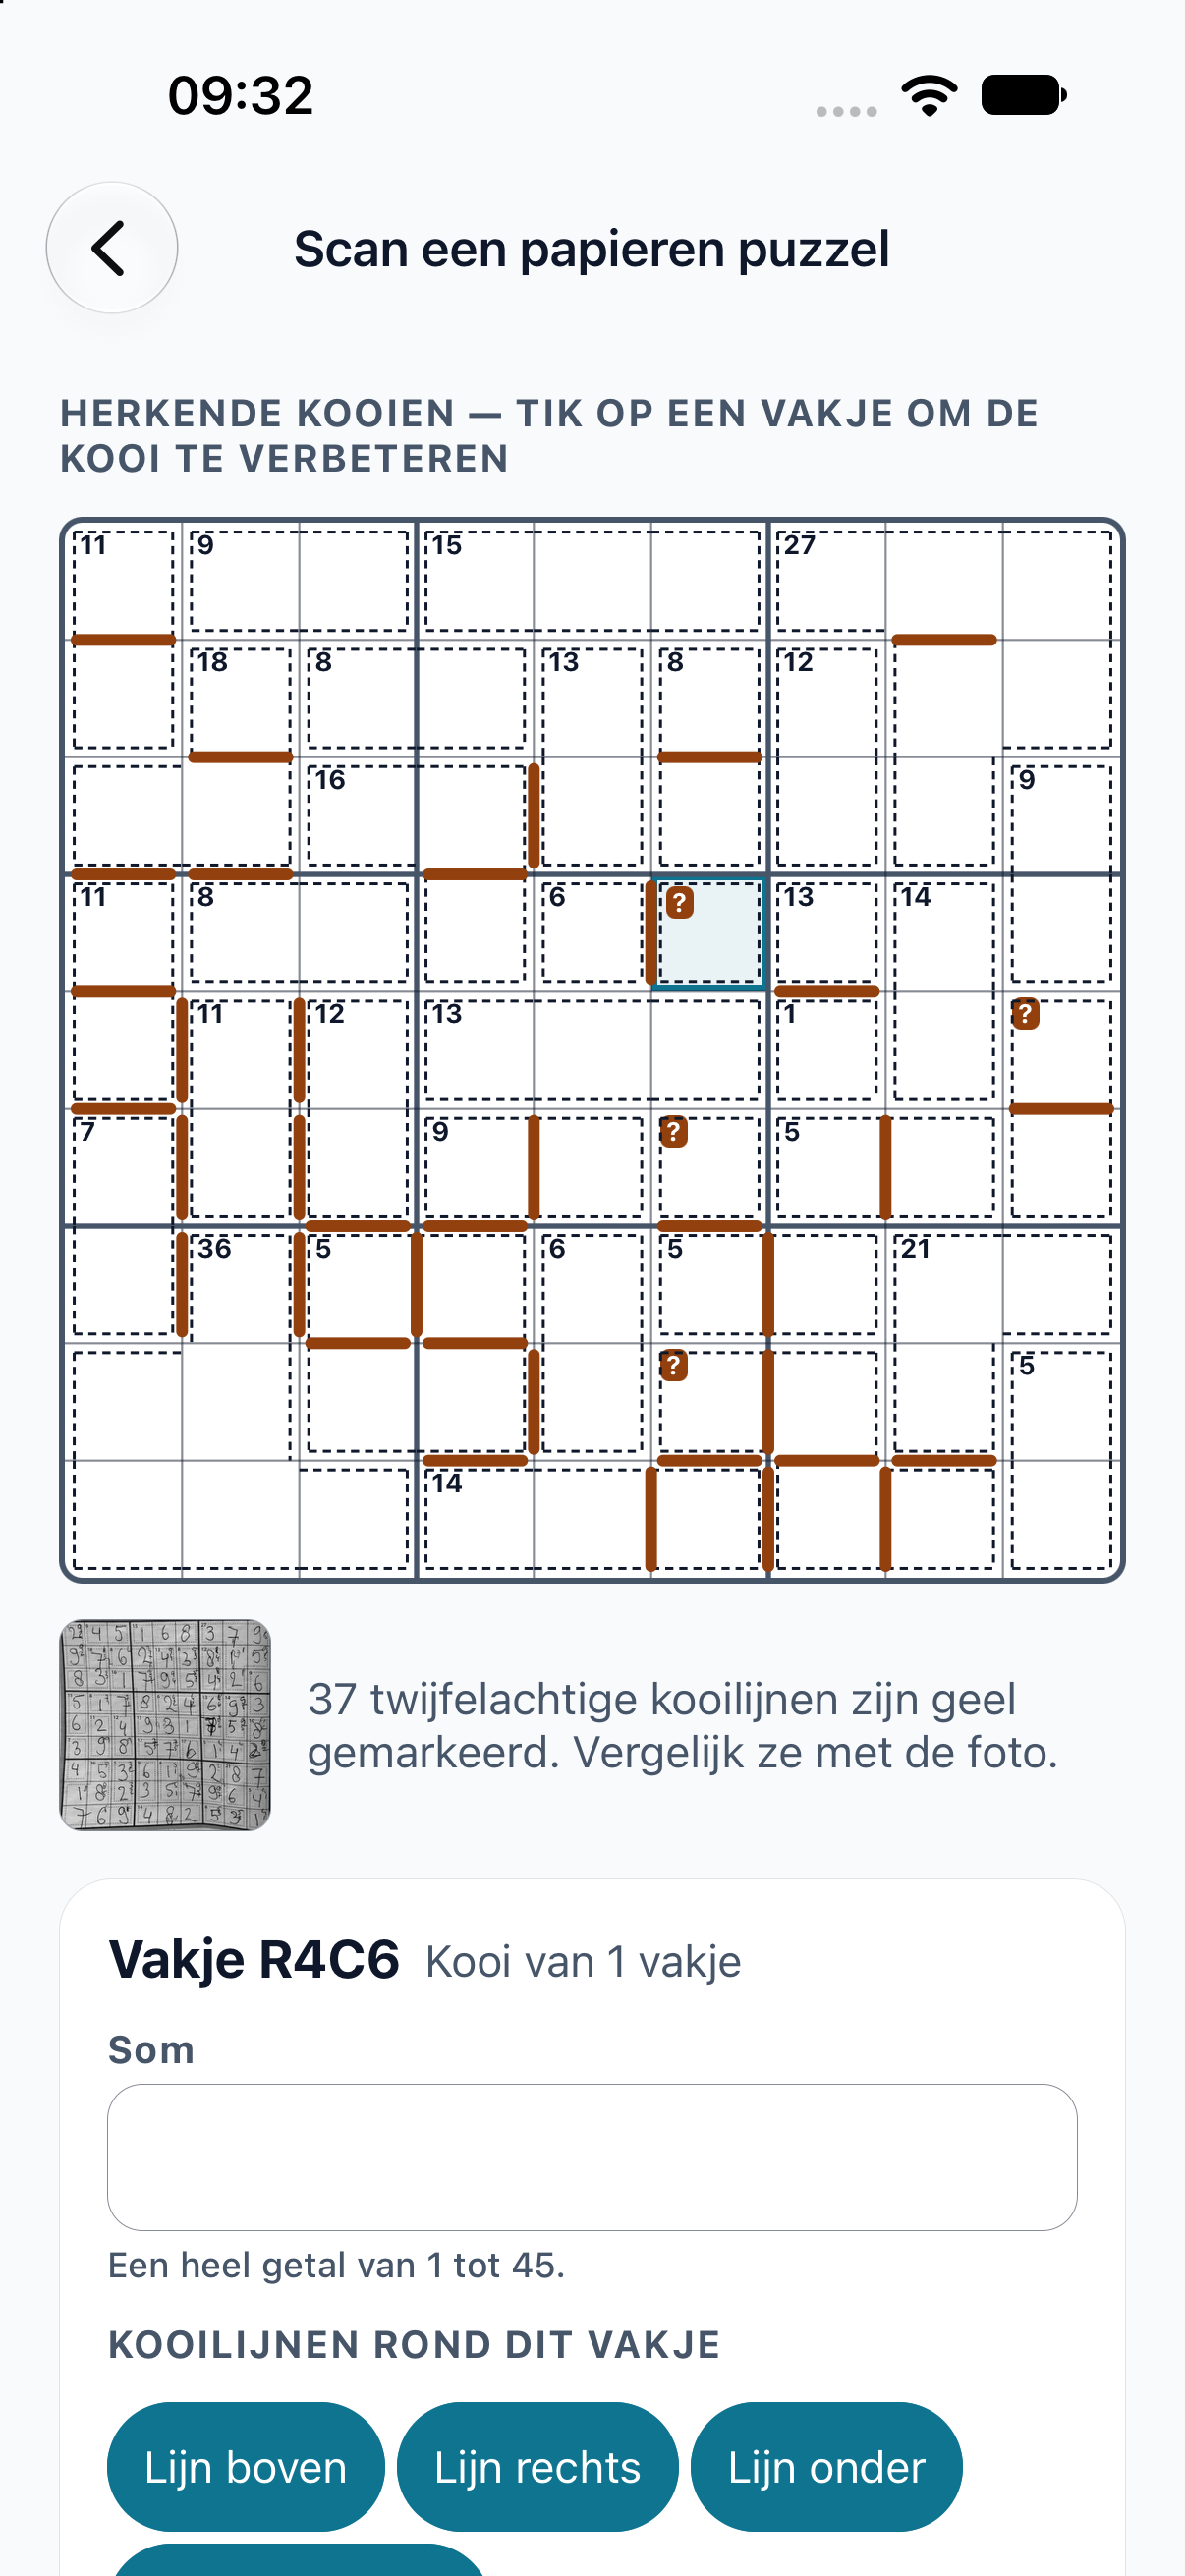 09:32
Scan een papieren puzzel
HERKENDE KOOIEN — TIK OP EEN VAKJE OM DE
KOOI TE VERBETEREN
11 9 15 27
18 8 13 8 12
16 9
11 8 6 ? 13 14
11 12 13 1 ?
7 9 ? 5
36 5 6 5 21
? 5
14
37 twijfelachtige kooilijnen zijn geel
gemarkeerd. Vergelijk ze met de foto.
Vakje R4C6 Kooi van 1 vakje
Som
Een heel getal van 1 tot 45.
KOOILIJNEN ROND DIT VAKJE
Lijn boven Lijn rechts Lijn onder